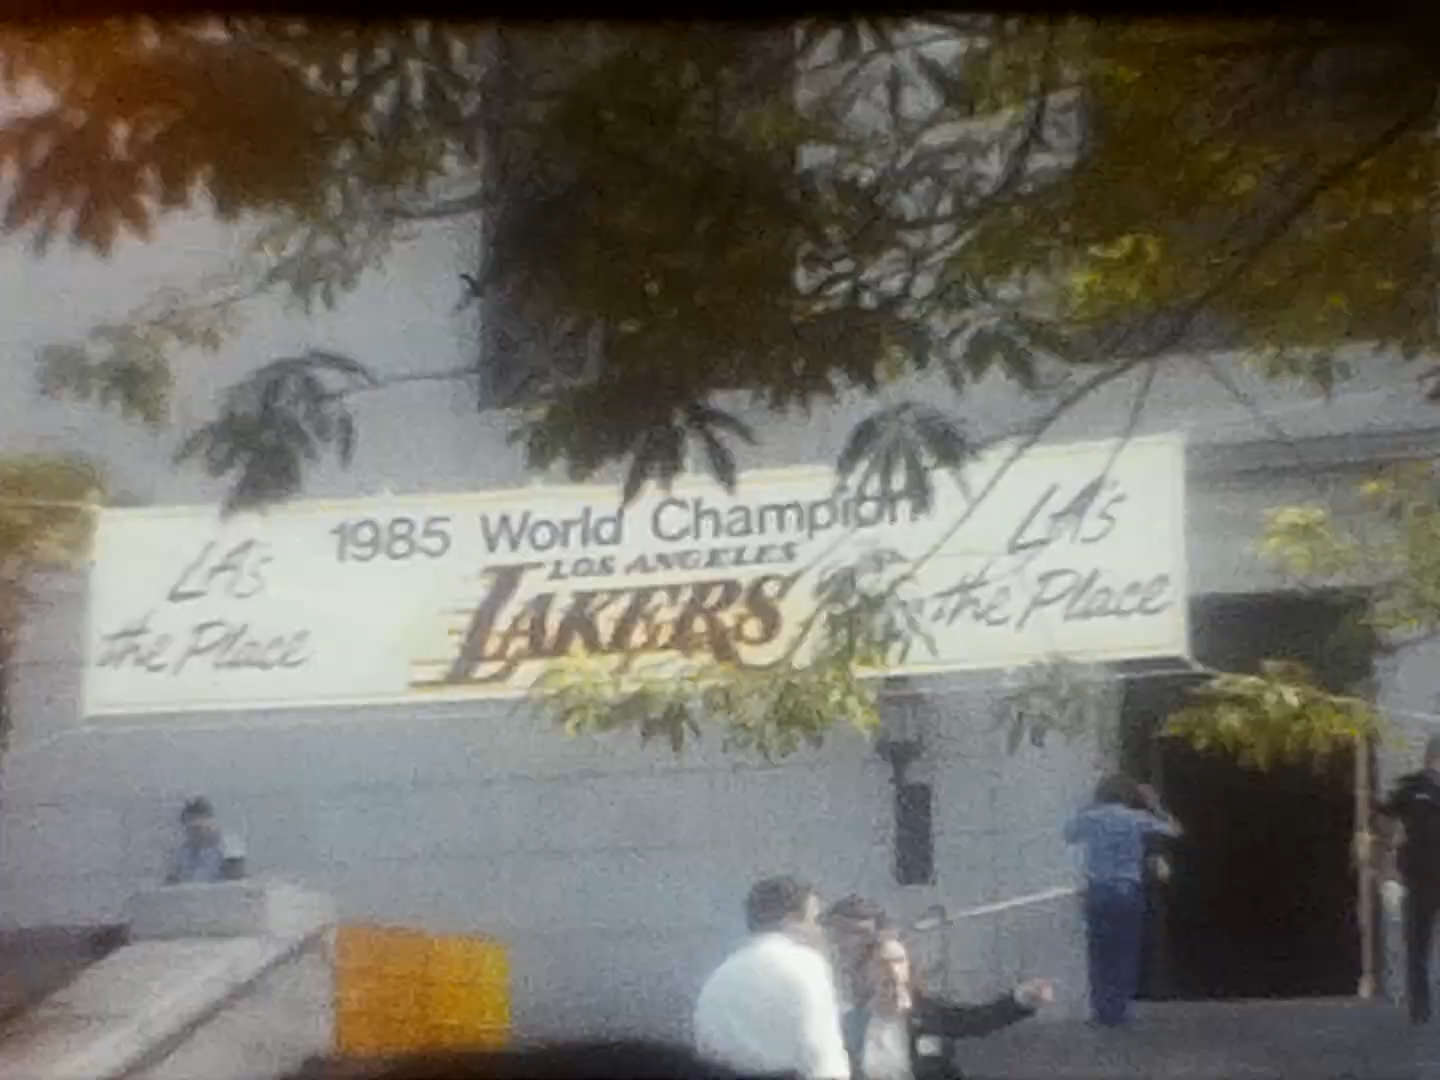 LA's
the Place
1985 World Champion
LOS ANGELES
LAKERS
LA's
the Place